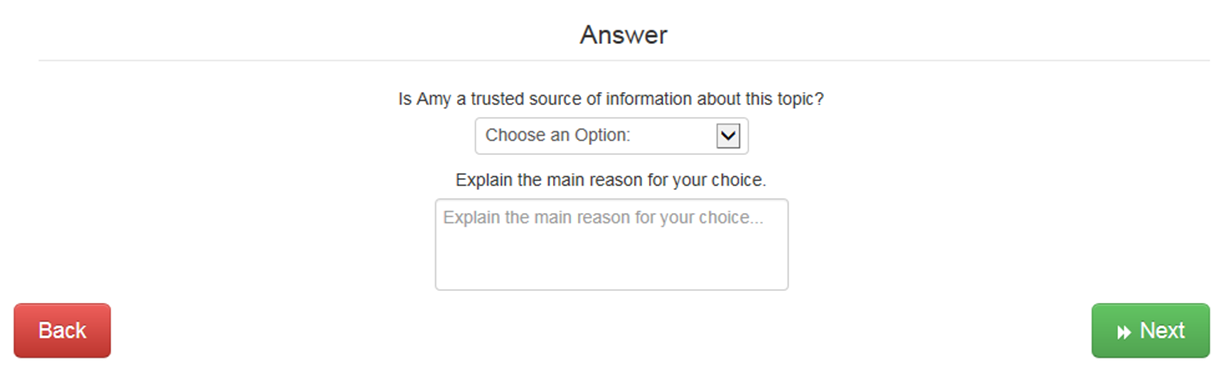 Answer
Is Amy a trusted source of information about this topic?
Choose an Option:
Explain the main reason for your choice.
Explain the main reason for your choice...
Back
Next